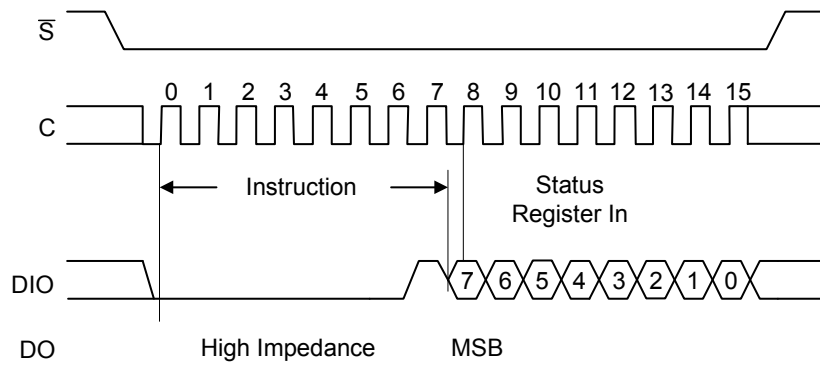 S̅
0 1 2 3 4 5 6 7 8 9 10 11 12 13 14 15
C
Instruction
Status
Register In
DIO
7 6 5 4 3 2 1 0
DO
High Impedance
MSB